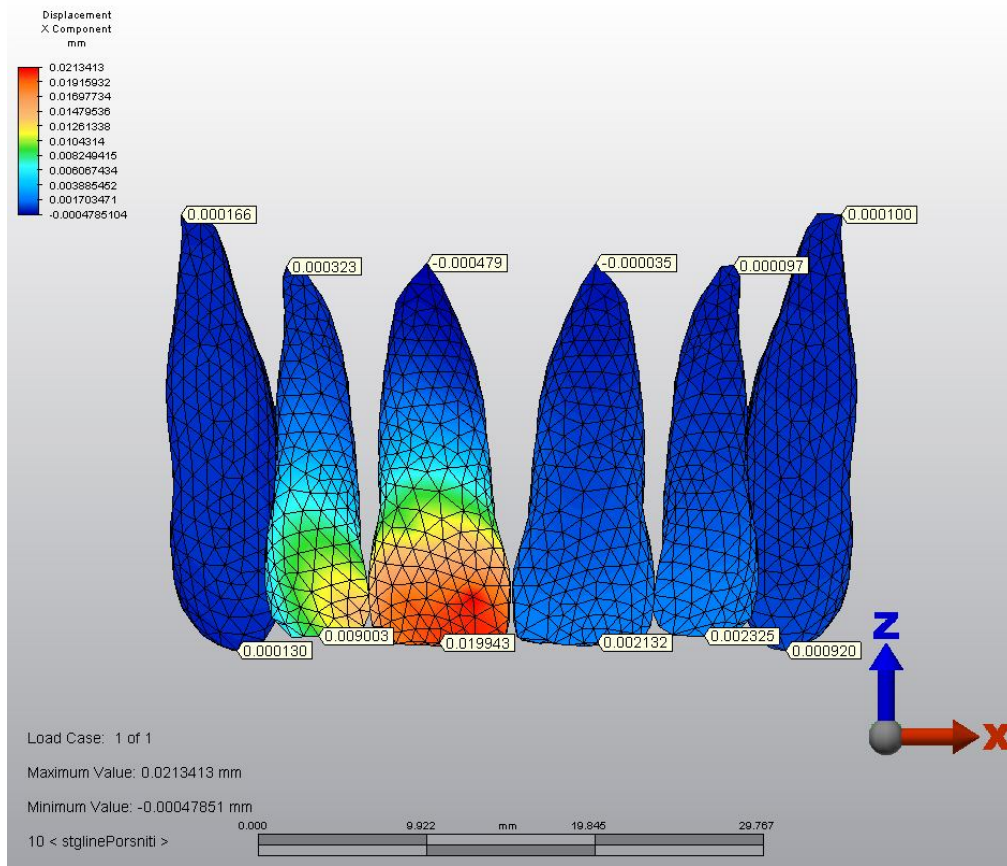 Displacement
X Component
mm
0.0213413
0.01915932
0.01697734
0.01479536
0.01261338
0.0104314
0.008249415
0.006067434
0.003885452
0.001703471
-0.0004785104
0.000166
0.000323
-0.000479
-0.000035
0.000097
0.000100
0.000130
0.009003
0.019943
0.002132
0.002325
0.000920
Z
X
Load Case: 1 of 1
Maximum Value: 0.0213413 mm
Minimum Value: -0.00047851 mm
10 < stglinePorsniti >
0.000 9.922 mm 19.845 29.767